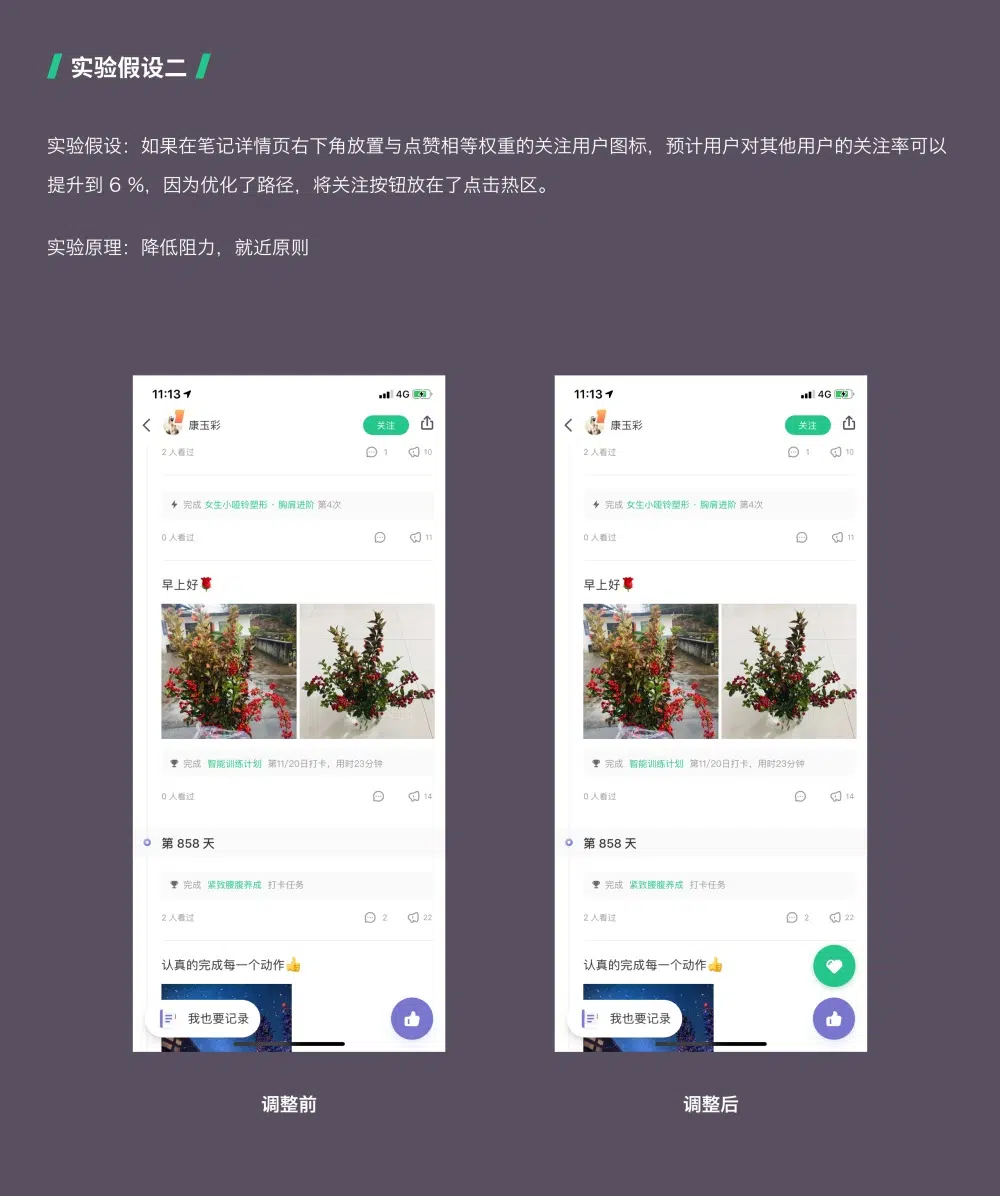 实验假设二
实验假设：如果在笔记详情页右下角放置与点赞相等权重的关注用户图标，预计用户对其他用户的关注率可以
提升到 6 %，因为优化了路径，将关注按钮放在了点击热区。
实验原理：降低阻力，就近原则
11:13 4G
康玉彩 关注
2 人看过 1 10
完成 女生小哑铃塑形 · 胸肩进阶 第4次
0 人看过 11
早上好
完成 智能训练计划 第11/20日打卡，用时23分钟
0 人看过 14
第 858 天
完成 紧致腰腹养成 打卡任务
2 人看过 2 22
认真的完成每一个动作
我也要记录
调整前
11:13 4G
康玉彩 关注
2 人看过 1 10
完成 女生小哑铃塑形 · 胸肩进阶 第4次
0 人看过 11
早上好
完成 智能训练计划 第11/20日打卡，用时23分钟
0 人看过 14
第 858 天
完成 紧致腰腹养成 打卡任务
2 人看过 2 22
认真的完成每一个动作
我也要记录
调整后